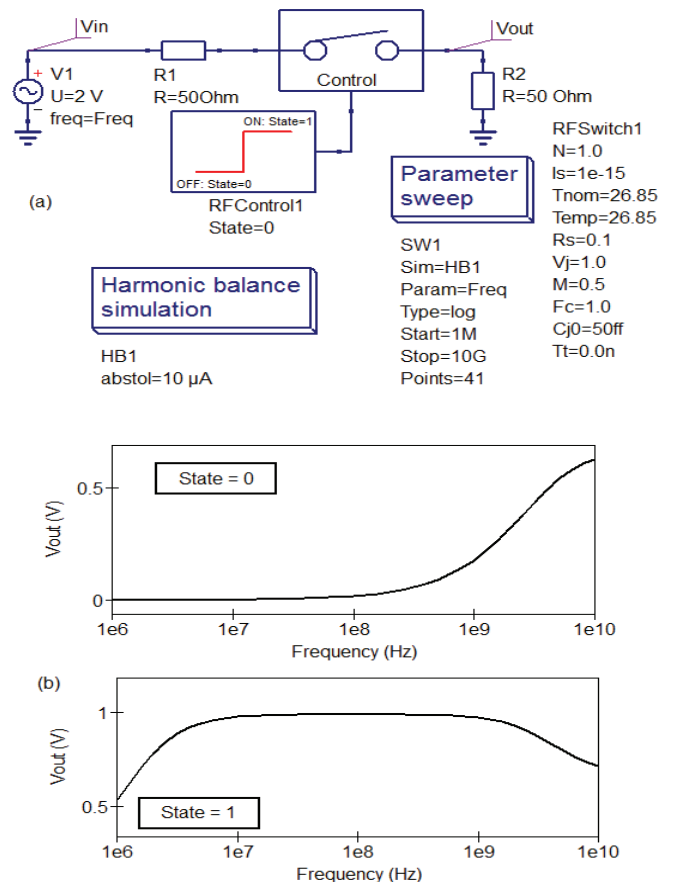 Vin
Vout
V1
U=2 V
freq=Freq
R1
R=50Ohm
Control
R2
R=50 Ohm
ON: State=1
OFF: State=0
RFControl1
State=0
(a)
Parameter
sweep
RFSwitch1
N=1.0
Is=1e-15
Tnom=26.85
Temp=26.85
Rs=0.1
Vj=1.0
M=0.5
Fc=1.0
Cj0=50ff
Tt=0.0n
SW1
Sim=HB1
Param=Freq
Type=log
Start=1M
Stop=10G
Points=41
Harmonic balance
simulation
HB1
abstol=10 µA
State = 0
Vout (V)
0.5
0
1e6 1e7 1e8 1e9 1e10
Frequency (Hz)
(b)
Vout (V)
1
0.5
State = 1
1e6 1e7 1e8 1e9 1e10
Frequency (Hz)